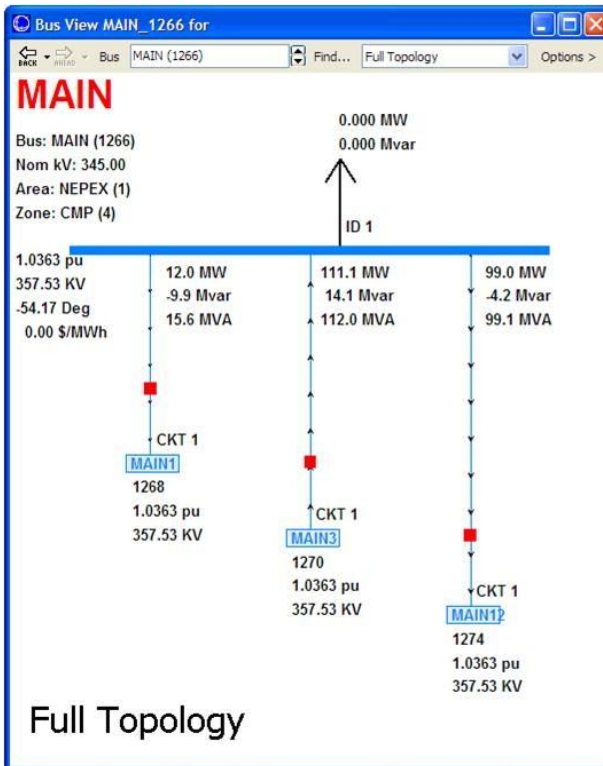 Bus View MAIN_1266 for
BACK AHEAD Bus MAIN (1266) Find... Full Topology Options >
MAIN
0.000 MW
0.000 Mvar
Bus: MAIN (1266)
Nom kV: 345.00
Area: NEPEX (1)
Zone: CMP (4)
ID 1
1.0363 pu
357.53 KV
-54.17 Deg
0.00 $/MWh
12.0 MW
-9.9 Mvar
15.6 MVA
111.1 MW
14.1 Mvar
112.0 MVA
99.0 MW
-4.2 Mvar
99.1 MVA
CKT 1
MAIN1
1268
1.0363 pu
357.53 KV
CKT 1
MAIN3
1270
1.0363 pu
357.53 KV
CKT 1
MAIN12
1274
1.0363 pu
357.53 KV
Full Topology